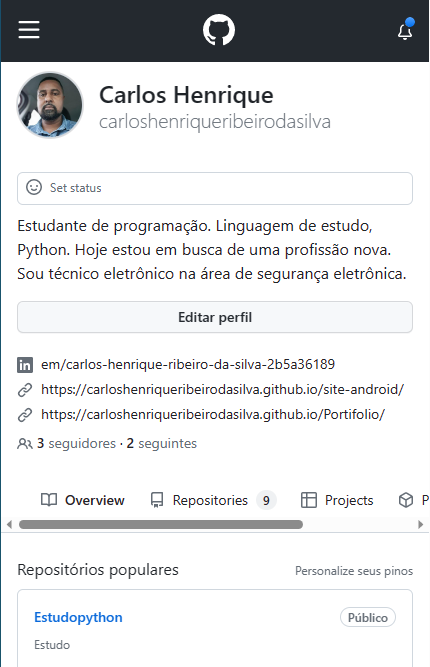 Carlos Henrique
carloshenriqueribeirodasilva
Set status
Estudante de programação. Linguagem de estudo,
Python. Hoje estou em busca de uma profissão nova.
Sou técnico eletrônico na área de segurança eletrônica.
Editar perfil
em/carlos-henrique-ribeiro-da-silva-2b5a36189
https://carloshenriqueribeirodasilva.github.io/site-android/
https://carloshenriqueribeirodasilva.github.io/Portifolio/
3 seguidores · 2 seguintes
Overview Repositories 9 Projects P
Repositórios populares Personalize seus pinos
Estudopython Público
Estudo